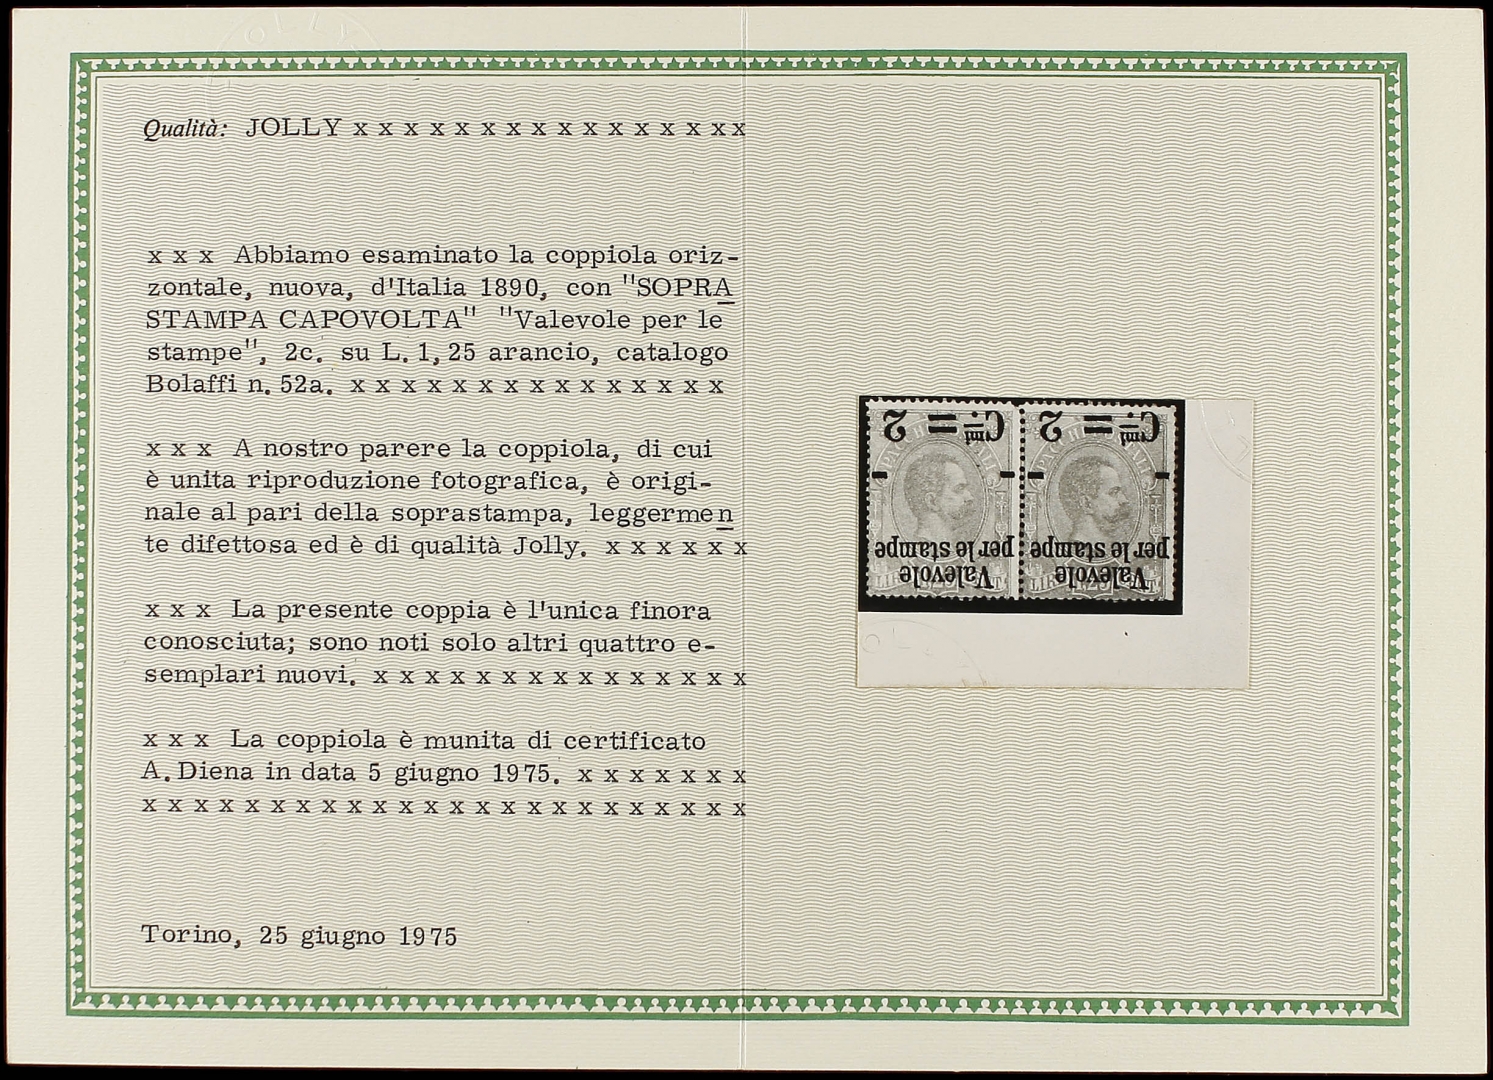 Qualità: JOLLY x x x x x x x x x x x x x x x x
x x x Abbiamo esaminato la coppiola oriz-
zontale, nuova, d'Italia 1890, con "SOPRA
STAMPA CAPOVOLTA" "Valevole per le
stampe", 2c. su L. 1,25 arancio, catalogo
Bolaffi n. 52a. x x x x x x x x x x x x x x x
x x x A nostro parere la coppiola, di cui
è unita riproduzione fotografica, è origi-
nale al pari della soprastampa, leggermen
te difettosa ed è di qualità Jolly. x x x x x x
x x x La presente coppia è l'unica finora
conosciuta; sono noti solo altri quattro e-
semplari nuovi. x x x x x x x x x x x x x x x
x x x La coppiola è munita di certificato
A. Diena in data 5 giugno 1975. x x x x x x x
x x x x x x x x x x x x x x x x x x x x x x x x
Torino, 25 giugno 1975
Cmi = 2
Cmi = 2
Valevole
per le stampe
Valevole
per le stampe